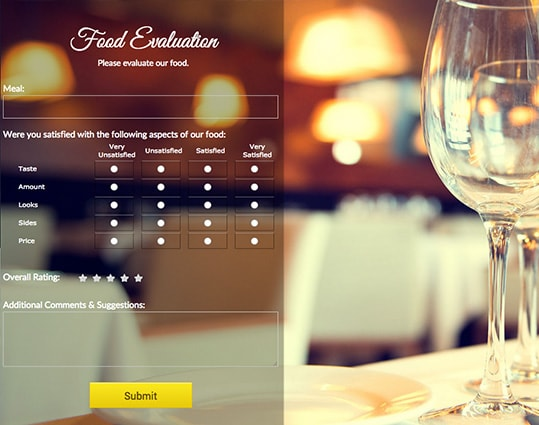 Food Evaluation
Please evaluate our food.
Meal:
Were you satisfied with the following aspects of our food:
Very Unsatisfied Unsatisfied Satisfied Very Satisfied
Taste
Amount
Looks
Sides
Price
Overall Rating:
Additional Comments & Suggestions:
Submit